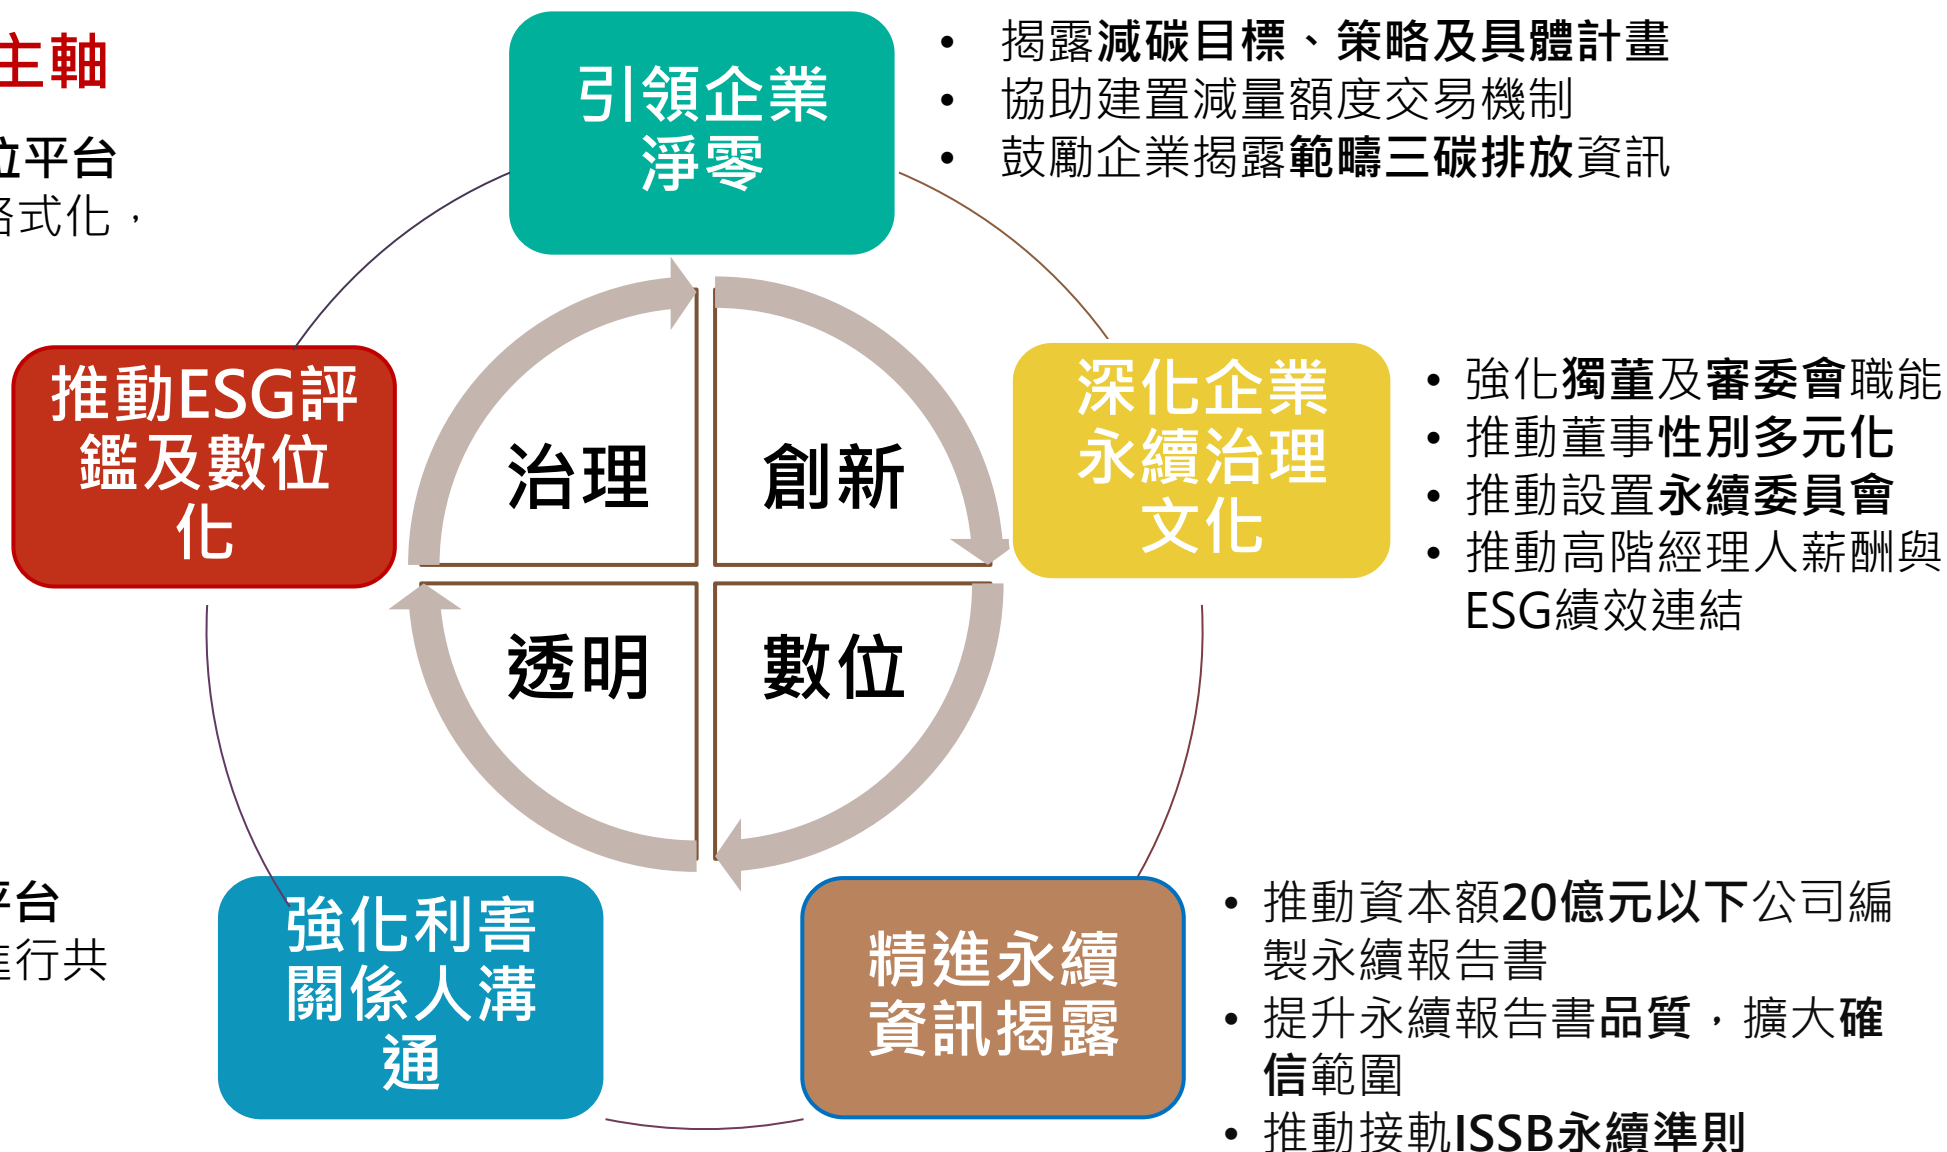 主軸
位平台
格式化，
引領企業
淨零
• 揭露減碳目標、策略及具體計畫
• 協助建置減量額度交易機制
• 鼓勵企業揭露範疇三碳排放資訊
推動ESG評
鑑及數位
化
治理
創新
透明
數位
深化企業
永續治理
文化
• 強化獨董及審委會職能
• 推動董事性別多元化
• 推動設置永續委員會
• 推動高階經理人薪酬與
ESG績效連結
平台
進行共
強化利害
關係人溝
通
精進永續
資訊揭露
• 推動資本額20億元以下公司編
製永續報告書
• 提升永續報告書品質，擴大確
信範圍
• 推動接軌ISSB永續準則